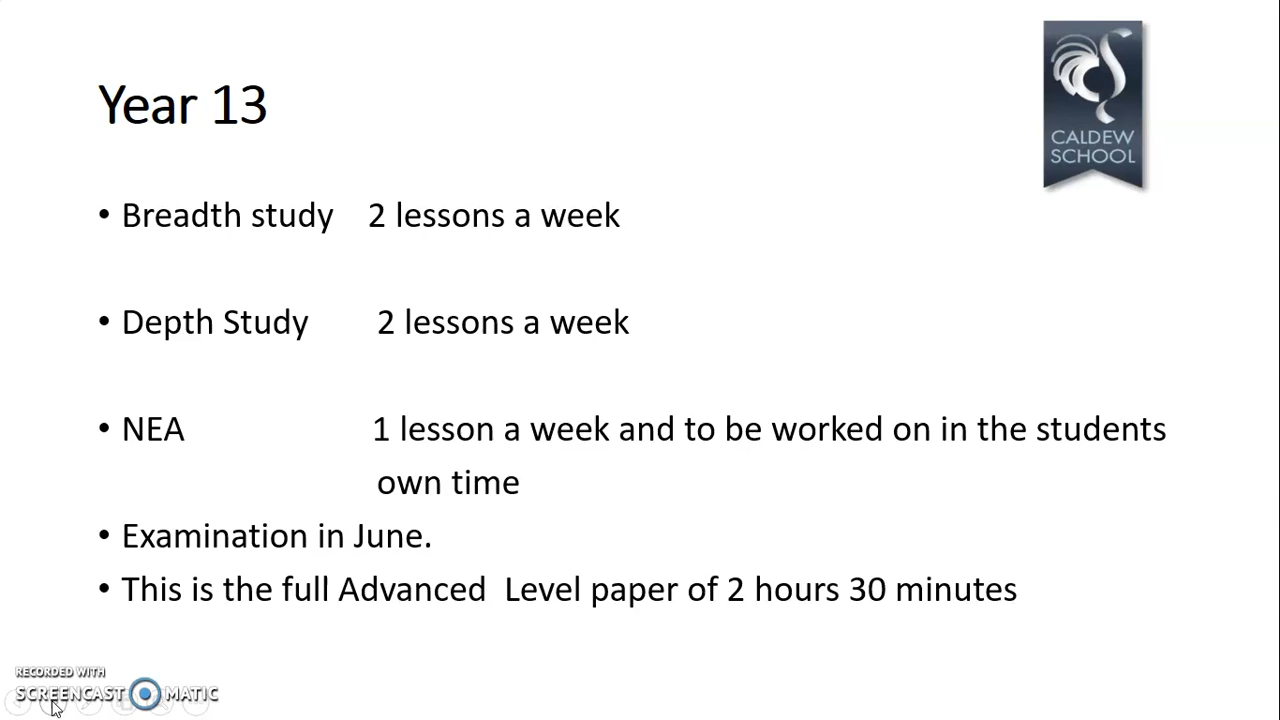 CALDEW
SCHOOL
Year 13
• Breadth study 2 lessons a week
• Depth Study 2 lessons a week
• NEA 1 lesson a week and to be worked on in the students
own time
• Examination in June.
• This is the full Advanced Level paper of 2 hours 30 minutes
RECORDED WITH
SCREENCAST MATIC